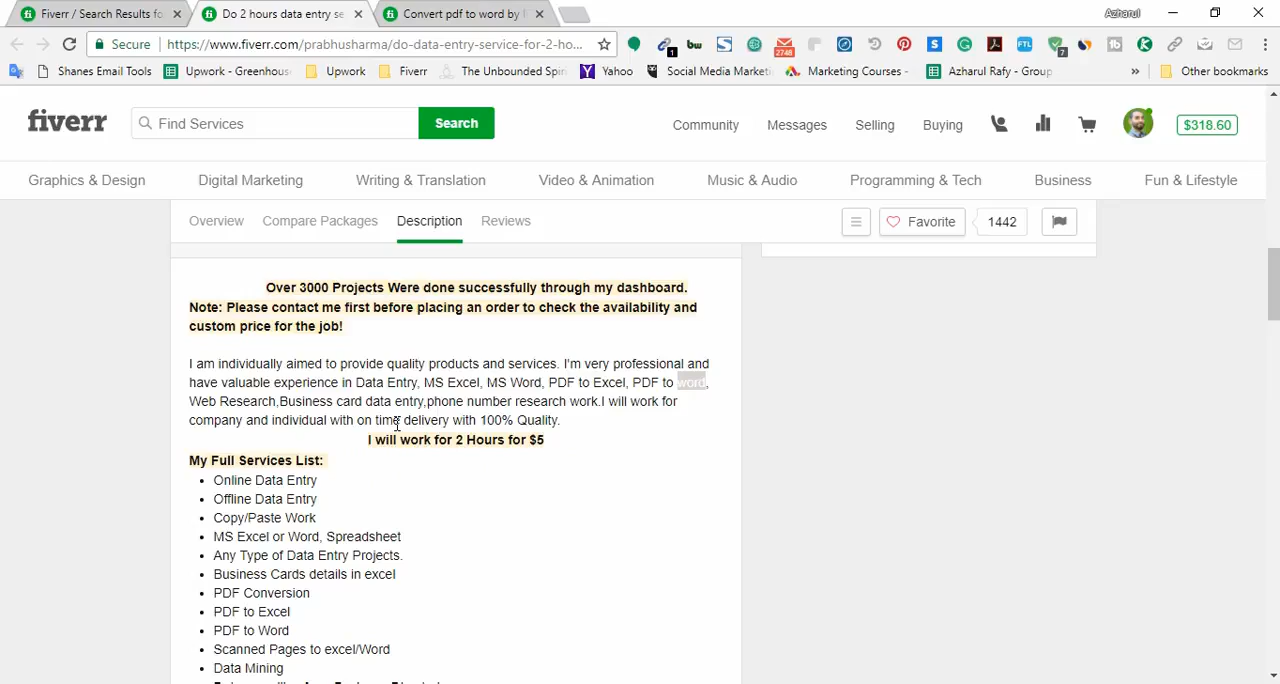 Fiverr / Search Results fo
Do 2 hours data entry se
Convert pdf to word by
Azharul
Secure
https://www.fiverr.com/prabhusharma/do-data-entry-service-for-2-ho...
Shanes Email Tools
Upwork - Greenhous
Upwork
Fiverr
The Unbounded Spin
Yahoo
Social Media Marketi
Marketing Courses -
Azharul Rafy - Group
Other bookmarks
fiverr
Find Services
Search
Community
Messages
Selling
Buying
$318.60
Graphics & Design
Digital Marketing
Writing & Translation
Video & Animation
Music & Audio
Programming & Tech
Business
Fun & Lifestyle
Overview
Compare Packages
Description
Reviews
Favorite
1442
Over 3000 Projects Were done successfully through my dashboard.
Note: Please contact me first before placing an order to check the availability and
custom price for the job!
I am individually aimed to provide quality products and services. I'm very professional and
have valuable experience in Data Entry, MS Excel, MS Word, PDF to Excel, PDF to word,
Web Research,Business card data entry,phone number research work.I will work for
company and individual with on time delivery with 100% Quality.
I will work for 2 Hours for $5
My Full Services List:
• Online Data Entry
• Offline Data Entry
• Copy/Paste Work
• MS Excel or Word, Spreadsheet
• Any Type of Data Entry Projects.
• Business Cards details in excel
• PDF Conversion
• PDF to Excel
• PDF to Word
• Scanned Pages to excel/Word
• Data Mining